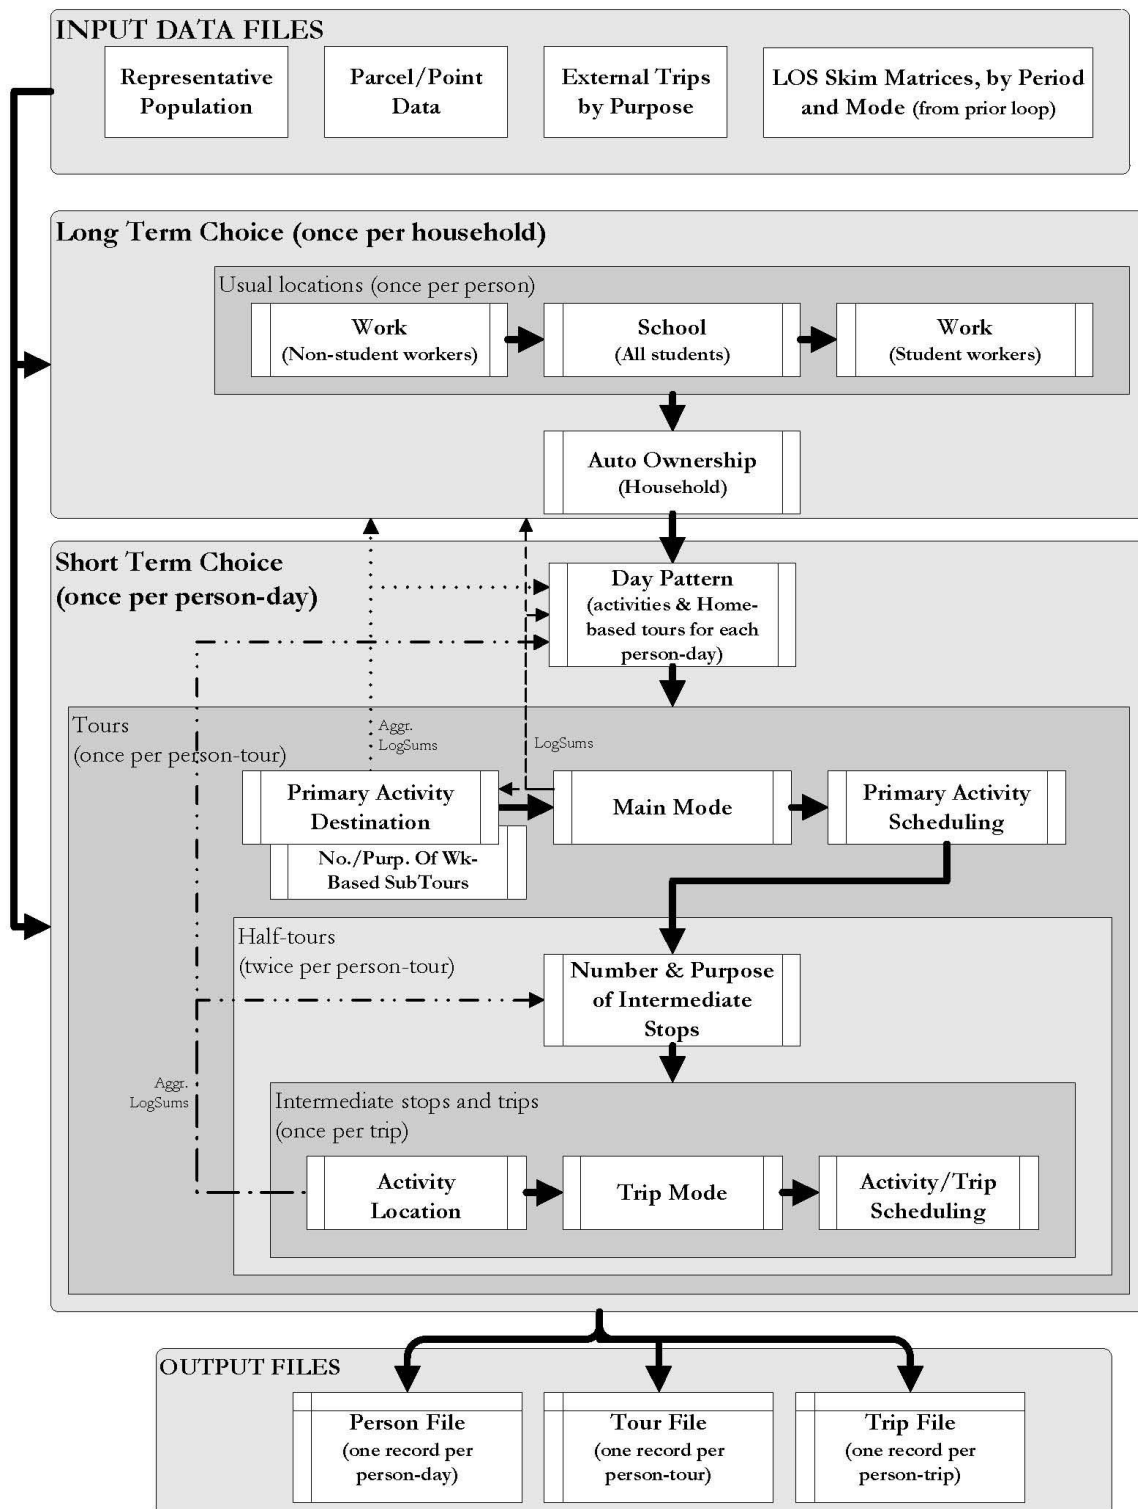 INPUT DATA FILES
Representative
Population
Parcel/Point
Data
External Trips
by Purpose
LOS Skim Matrices, by Period
and Mode (from prior loop)
Long Term Choice (once per household)
Usual locations (once per person)
Work
(Non-student workers)
School
(All students)
Work
(Student workers)
Auto Ownership
(Household)
Short Term Choice
(once per person-day)
Day Pattern
(activities & Home-
based tours for each
person-day)
Tours
(once per person-tour)
Aggr.
LogSums
LogSums
Primary Activity
Destination
Main Mode
Primary Activity
Scheduling
No./Purp. Of Wk-
Based SubTours
Half-tours
(twice per person-tour)
Number & Purpose
of Intermediate
Stops
Aggr.
LogSums
Intermediate stops and trips
(once per trip)
Activity
Location
Trip Mode
Activity/Trip
Scheduling
OUTPUT FILES
Person File
(one record per
person-day)
Tour File
(one record per
person-tour)
Trip File
(one record per
person-trip)